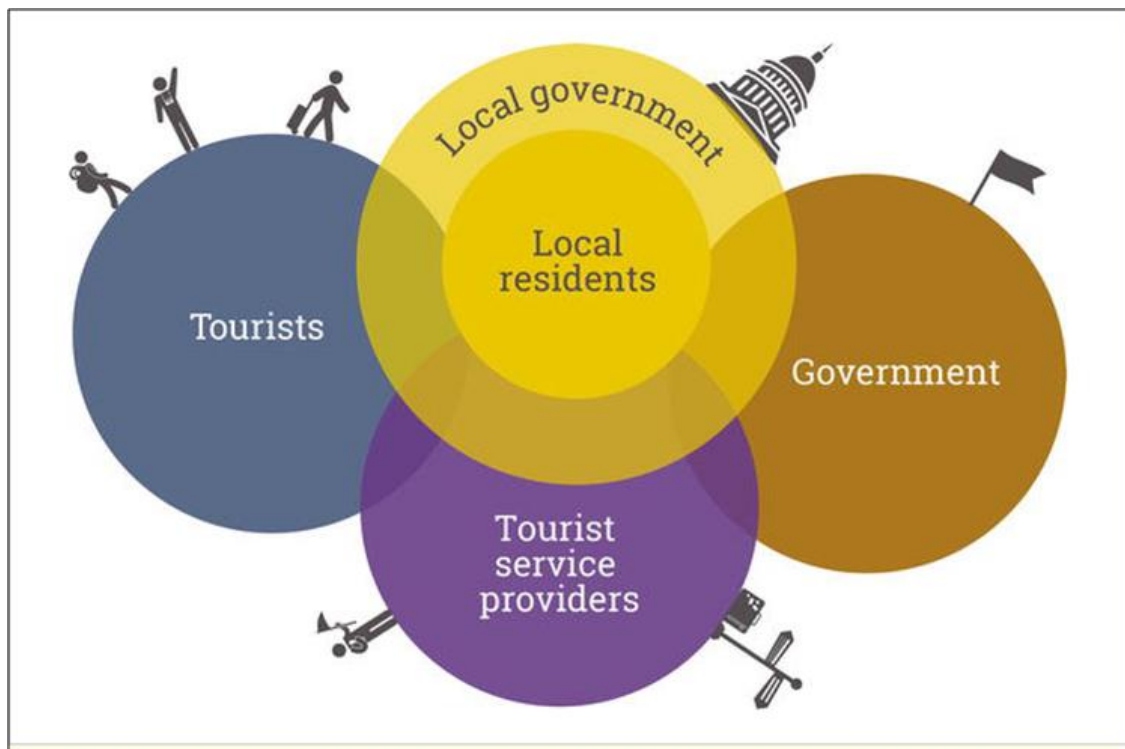 Local government
Local
residents
Tourists
Government
Tourist
service
providers